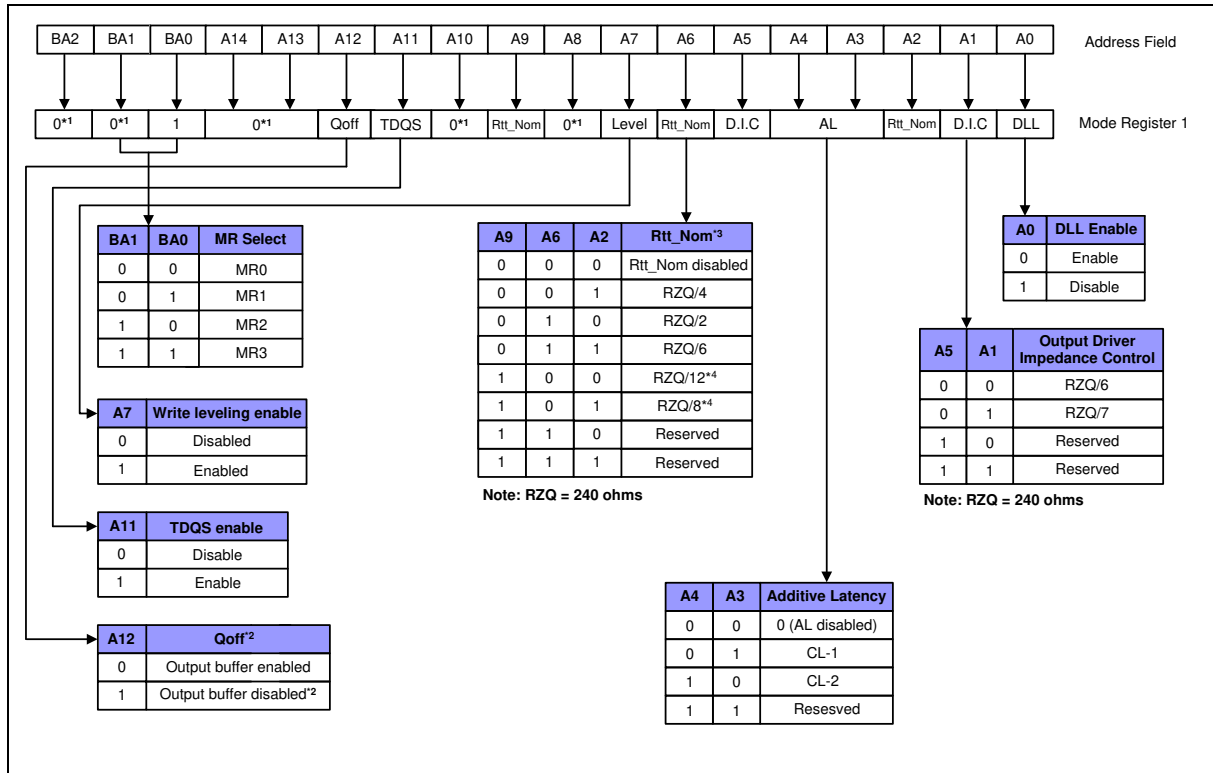 BA2 BA1 BA0 A14 A13 A12 A11 A10 A9 A8 A7 A6 A5 A4 A3 A2 A1 A0 Address Field
0*1 0*1 1 0*1 Qoff TDQS 0*1 Rtt_Nom 0*1 Level Rtt_Nom D.I.C AL Rtt_Nom D.I.C DLL Mode Register 1
BA1 BA0 MR Select
0 0 MR0
0 1 MR1
1 0 MR2
1 1 MR3
A7 Write leveling enable
0 Disabled
1 Enabled
A11 TDQS enable
0 Disable
1 Enable
A12 Qoff*2
0 Output buffer enabled
1 Output buffer disabled*2
A9 A6 A2 Rtt_Nom*3
0 0 0 Rtt_Nom disabled
0 0 1 RZQ/4
0 1 0 RZQ/2
0 1 1 RZQ/6
1 0 0 RZQ/12*4
1 0 1 RZQ/8*4
1 1 0 Reserved
1 1 1 Reserved
Note: RZQ = 240 ohms
A4 A3 Additive Latency
0 0 0 (AL disabled)
0 1 CL-1
1 0 CL-2
1 1 Resesved
A0 DLL Enable
0 Enable
1 Disable
A5 A1 Output Driver
Impedance Control
0 0 RZQ/6
0 1 RZQ/7
1 0 Reserved
1 1 Reserved
Note: RZQ = 240 ohms